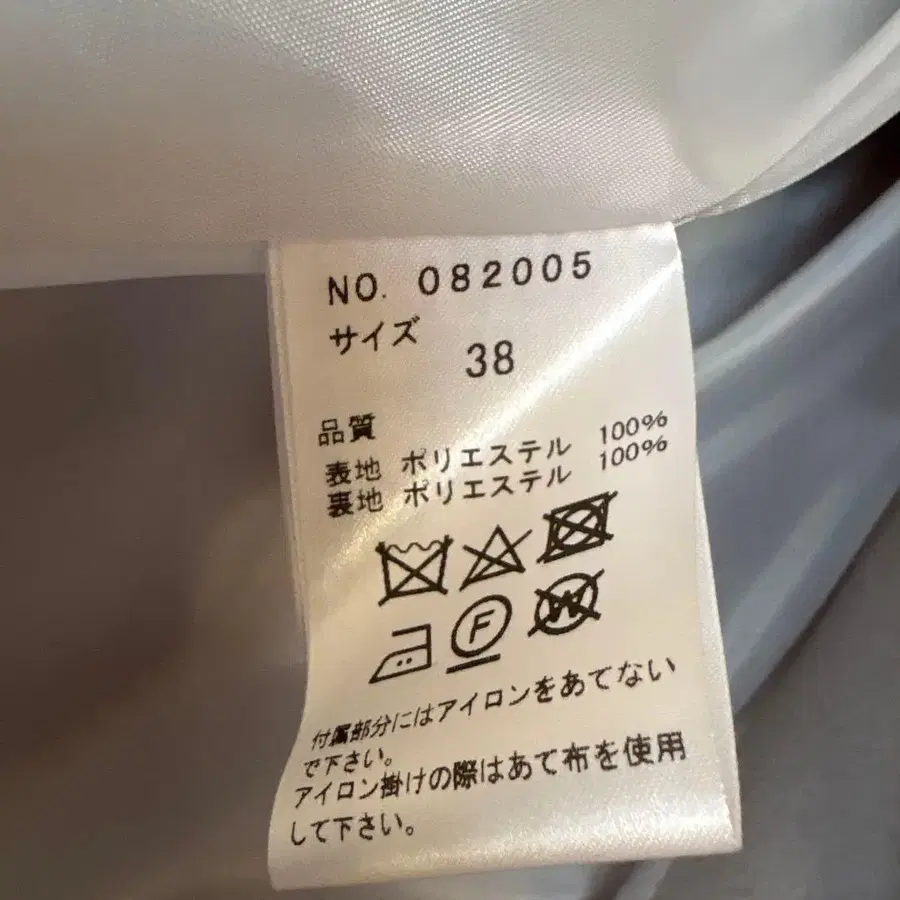 NO. 082005
サイズ
38
品質
表地 ポリエステル 100%
裏地 ポリエステル 100%
F
W
付属部分にはアイロンをあてない
で下さい。
アイロン掛けの際はあて布を使用
して下さい。